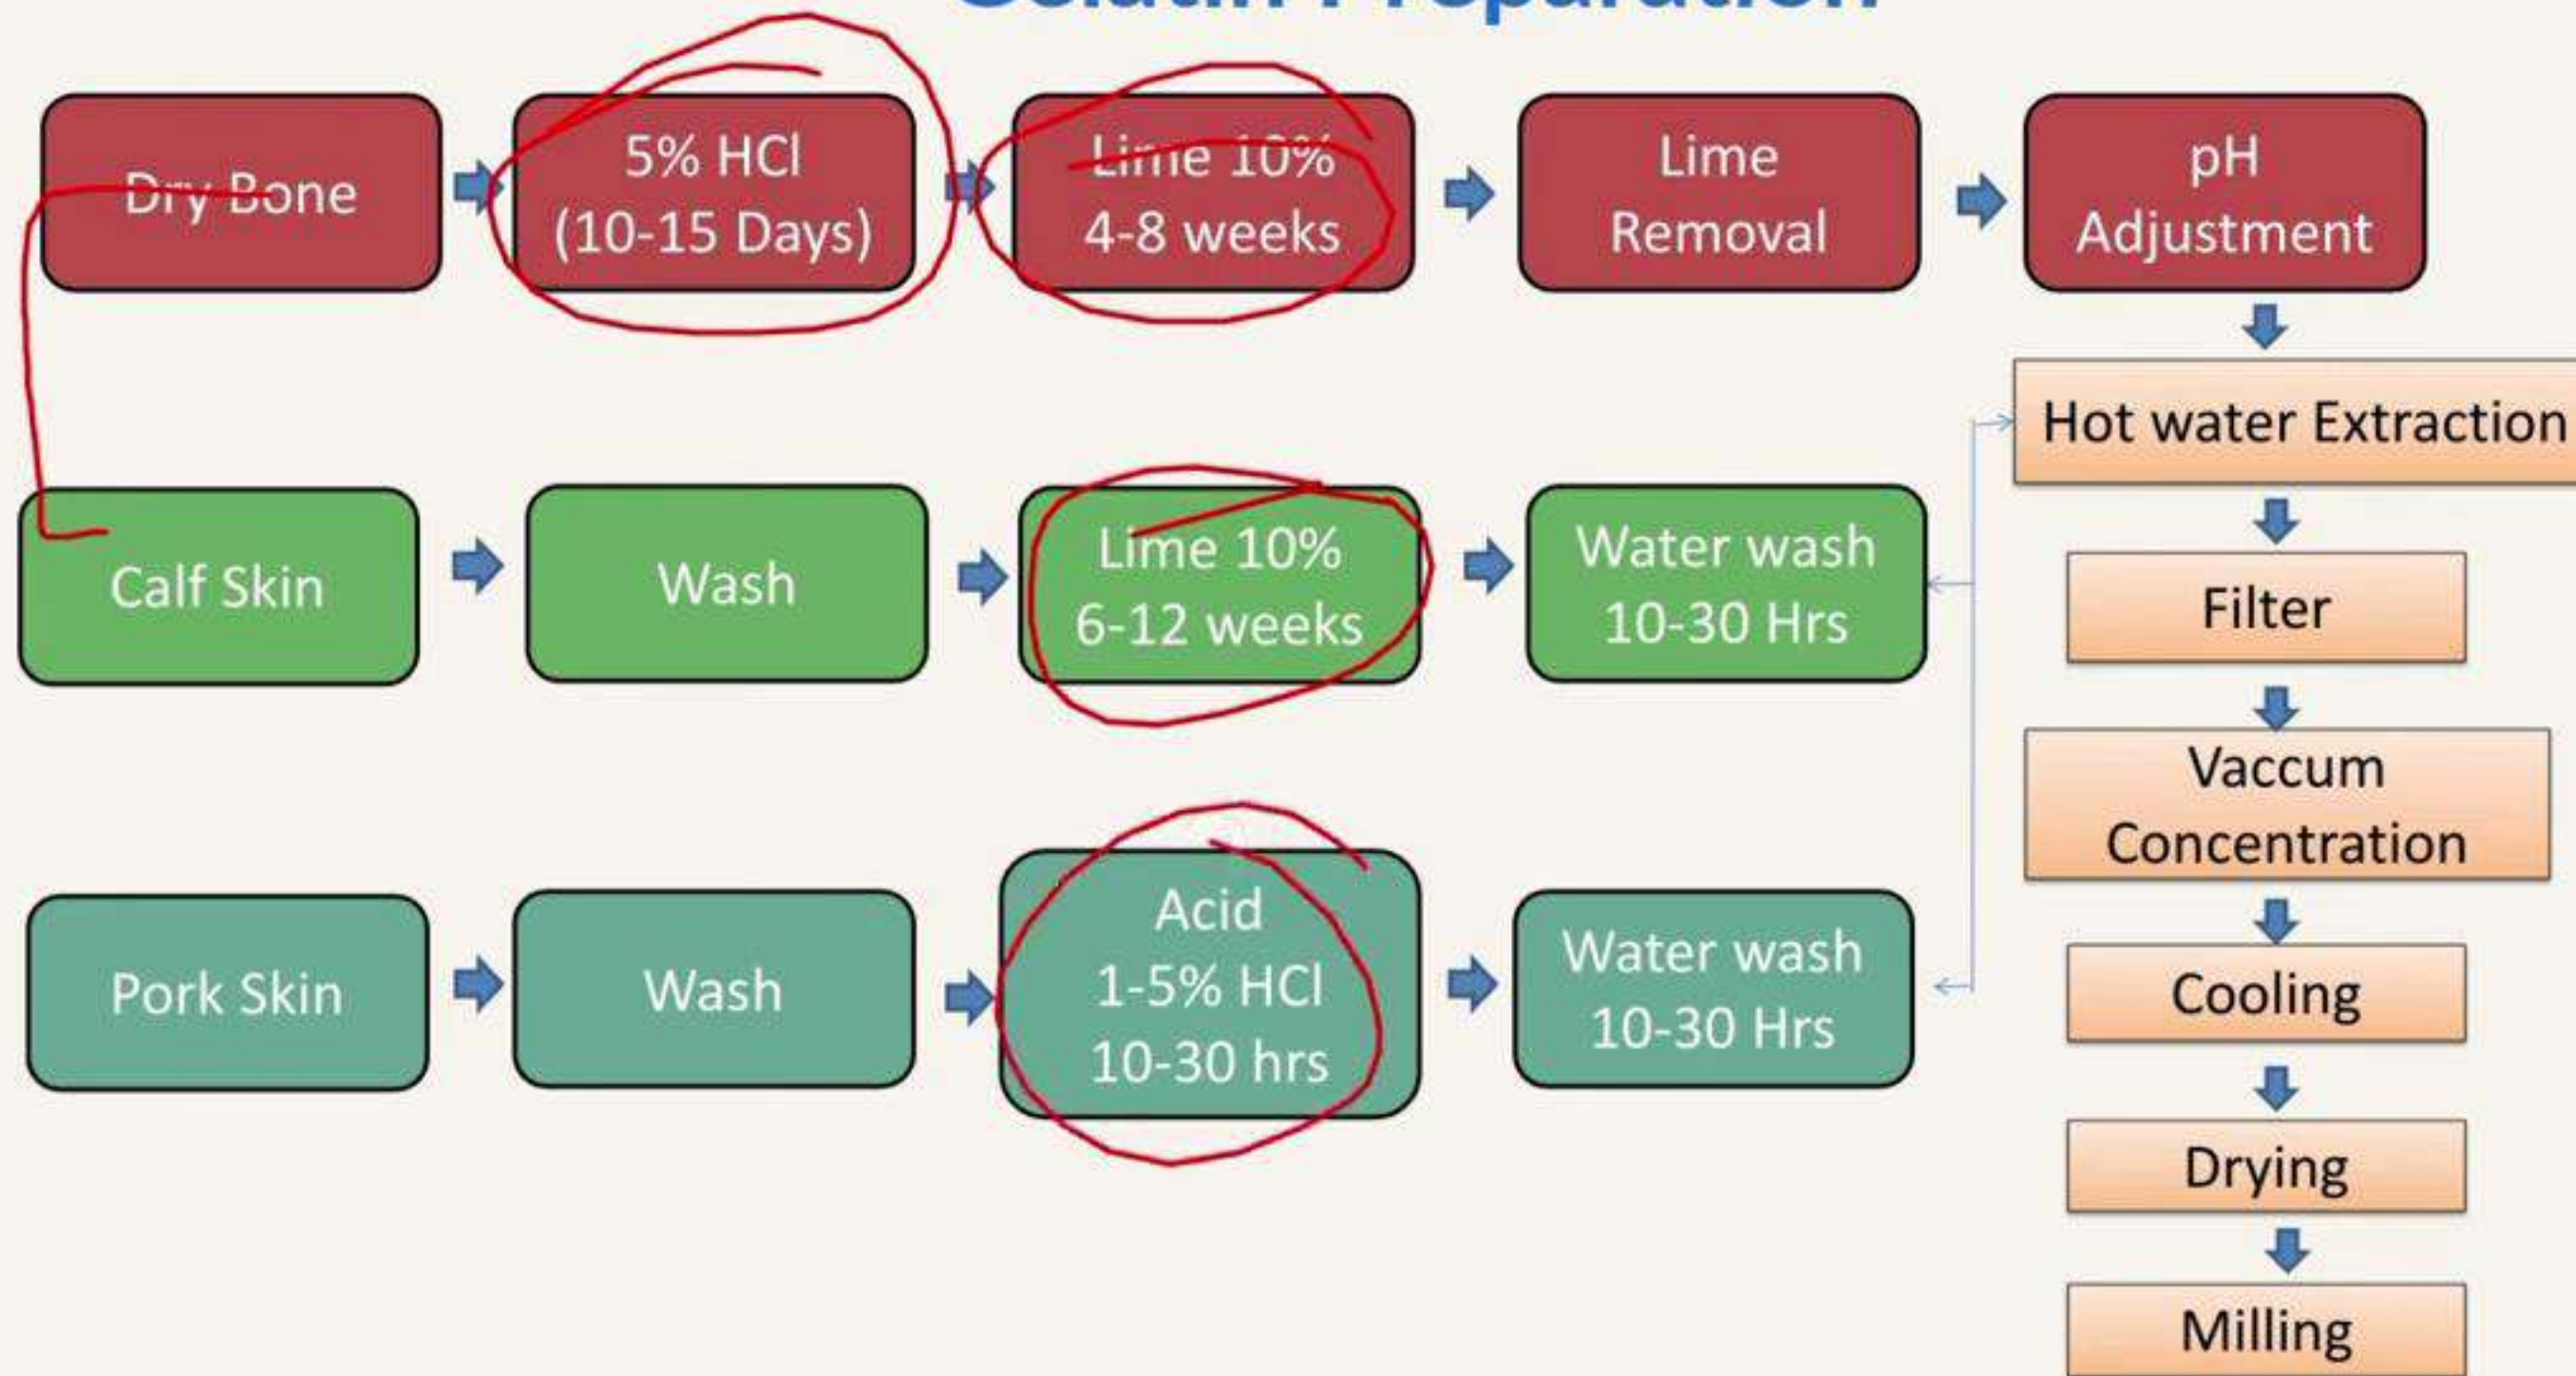 Gelatin Preparation
Dry Bone
5% HCl
(10-15 Days)
Lime 10%
4-8 weeks
Lime
Removal
pH
Adjustment
Hot water Extraction
Calf Skin
Wash
Lime 10%
6-12 weeks
Water wash
10-30 Hrs
Filter
Vaccum
Concentration
Pork Skin
Wash
Acid
1-5% HCl
10-30 hrs
Water wash
10-30 Hrs
Cooling
Drying
Milling